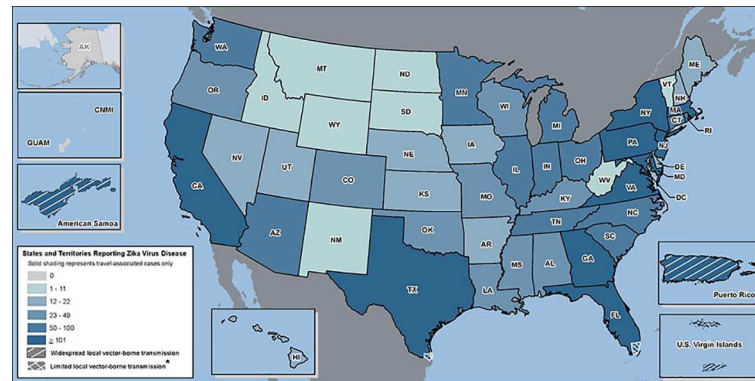 AK
CNMI
GUAM
American Samoa
States and Territories Reporting Zika Virus Disease
Solid shading represents travel-associated cases only
0
1 - 11
12 - 22
23 - 49
50 - 100
≥ 101
Widespread local vector-borne transmission
Limited local vector-borne transmission*
WA
OR
CA
ID
NV
MT
WY
UT
AZ
CO
NM
ND
SD
NE
KS
OK
TX
MN
IA
MO
AR
LA
WI
IL
MS
MI
IN
OH
KY
TN
AL
GA
FL
SC
NC
VA
WV
PA
NY
VT
NH
ME
MA
CT
RI
NJ
DE
MD
DC
HI
Puerto Rico
U.S. Virgin Islands